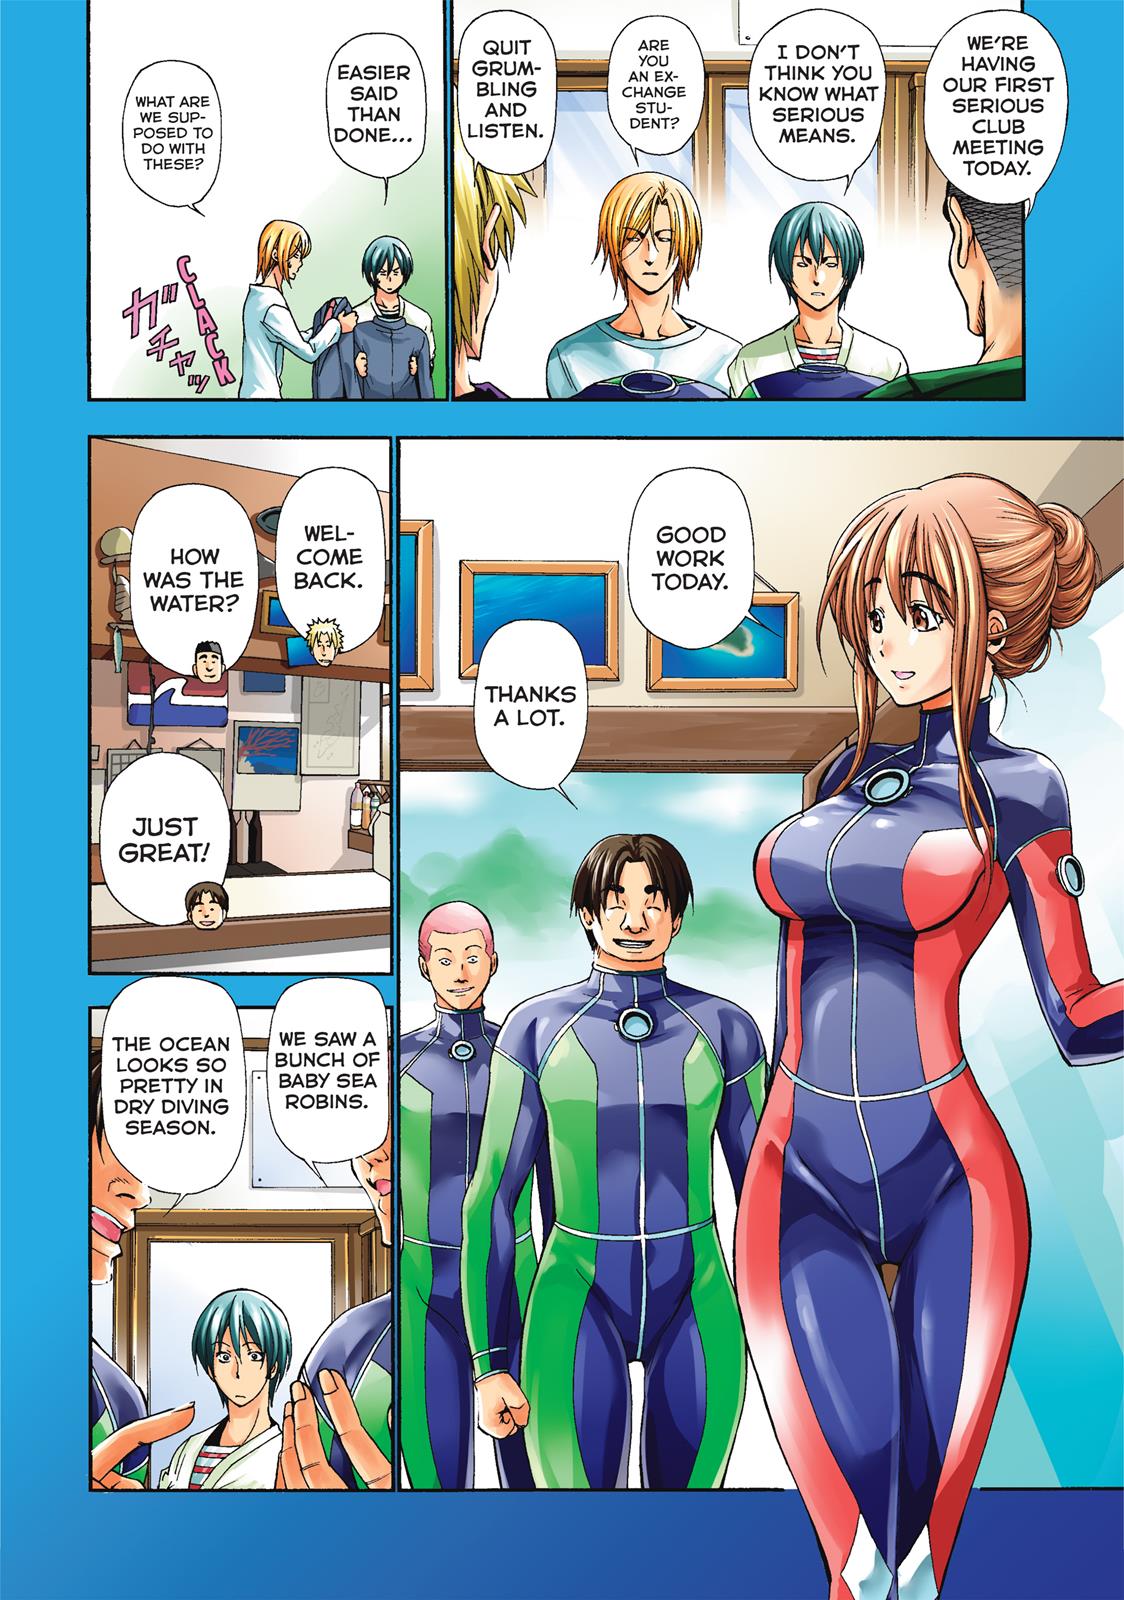 WE'RE
HAVING
OUR FIRST
SERIOUS
CLUB
MEETING
TODAY.
I DON'T
THINK YOU
KNOW WHAT
SERIOUS
MEANS.
ARE
YOU
AN EX-
CHANGE
STU-
DENT?
QUIT
GRUM-
BLING
AND
LISTEN.
EASIER
SAID
THAN
DONE...
WHAT ARE
WE SUP-
POSED TO
DO WITH
THESE?
CLACK
ガチャッ
GOOD
WORK
TODAY.
THANKS
A LOT.
WEL-
COME
BACK.
HOW
WAS THE
WATER?
JUST
GREAT!
WE SAW A
BUNCH OF
BABY SEA
ROBINS.
THE OCEAN
LOOKS SO
PRETTY IN
DRY DIVING
SEASON.